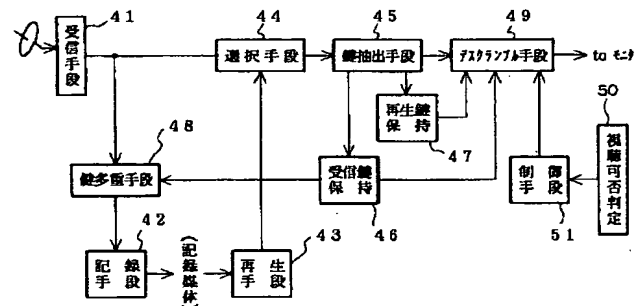 41
受信手段
44
選択手段
45
鍵抽出手段
49
デスクランブル手段
to モニタ
50
視聴可否判定
再生鍵保持
47
48
鍵多重手段
受信鍵保持
46
制御手段
51
42
記録手段
(記録媒体)
再生手段
43